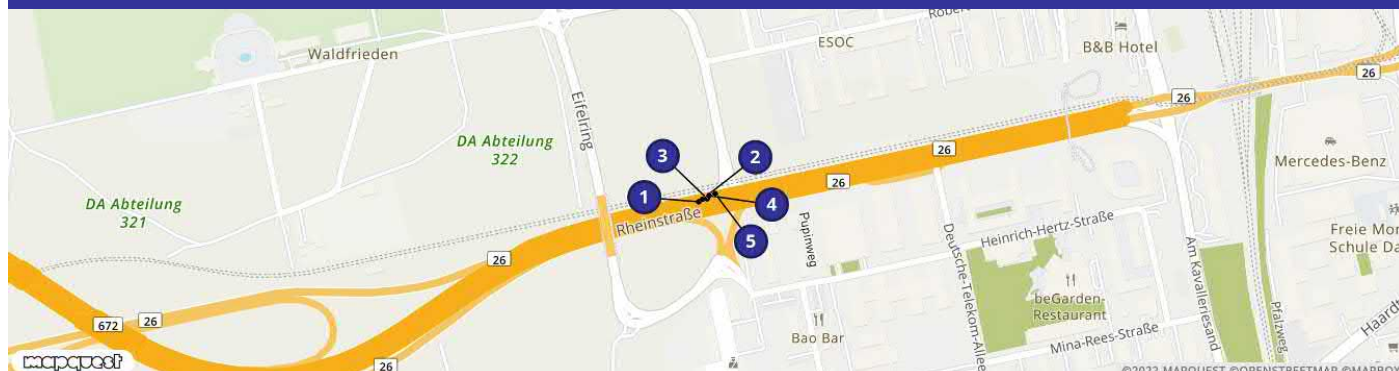 Waldfrieden
Robert
ESOC
B&B Hotel
26
26
Eifelring
DA Abteilung
322
Mercedes-Benz
3
2
26
26
1
4
DA Abteilung
321
Rheinstraße
5
Pupinweg
Heinrich-Hertz-Straße
Freie Mon
Schule Da
26
Deutsche-Telekom-Allee
Am Kavalleriesand
beGarden-
Restaurant
Pfalzweg
672
26
Bao Bar
Mina-Rees-Straße
Haardt
mapquest
26
©2022 MAPQUEST ©OPENSTREETMAP ©MAPBO